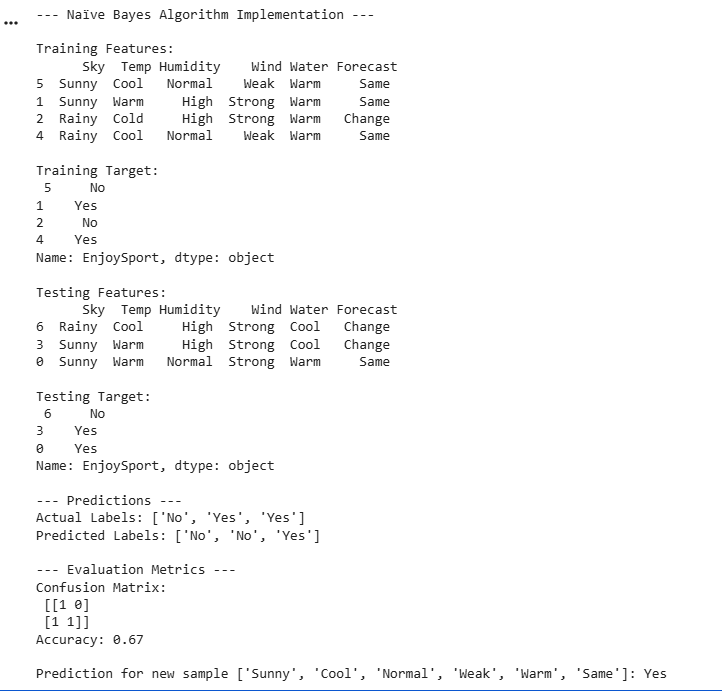 --- Naïve Bayes Algorithm Implementation ---
Training Features:
Sky Temp Humidity Wind Water Forecast
5 Sunny Cool Normal Weak Warm Same
1 Sunny Warm High Strong Warm Same
2 Rainy Cold High Strong Warm Change
4 Rainy Cool Normal Weak Warm Same
Training Target:
5 No
1 Yes
2 No
4 Yes
Name: EnjoySport, dtype: object
Testing Features:
Sky Temp Humidity Wind Water Forecast
6 Rainy Cool High Strong Cool Change
3 Sunny Warm High Strong Cool Change
0 Sunny Warm Normal Strong Warm Same
Testing Target:
6 No
3 Yes
0 Yes
Name: EnjoySport, dtype: object
--- Predictions ---
Actual Labels: ['No', 'Yes', 'Yes']
Predicted Labels: ['No', 'No', 'Yes']
--- Evaluation Metrics ---
Confusion Matrix:
[[1 0]
[1 1]]
Accuracy: 0.67
Prediction for new sample ['Sunny', 'Cool', 'Normal', 'Weak', 'Warm', 'Same']: Yes